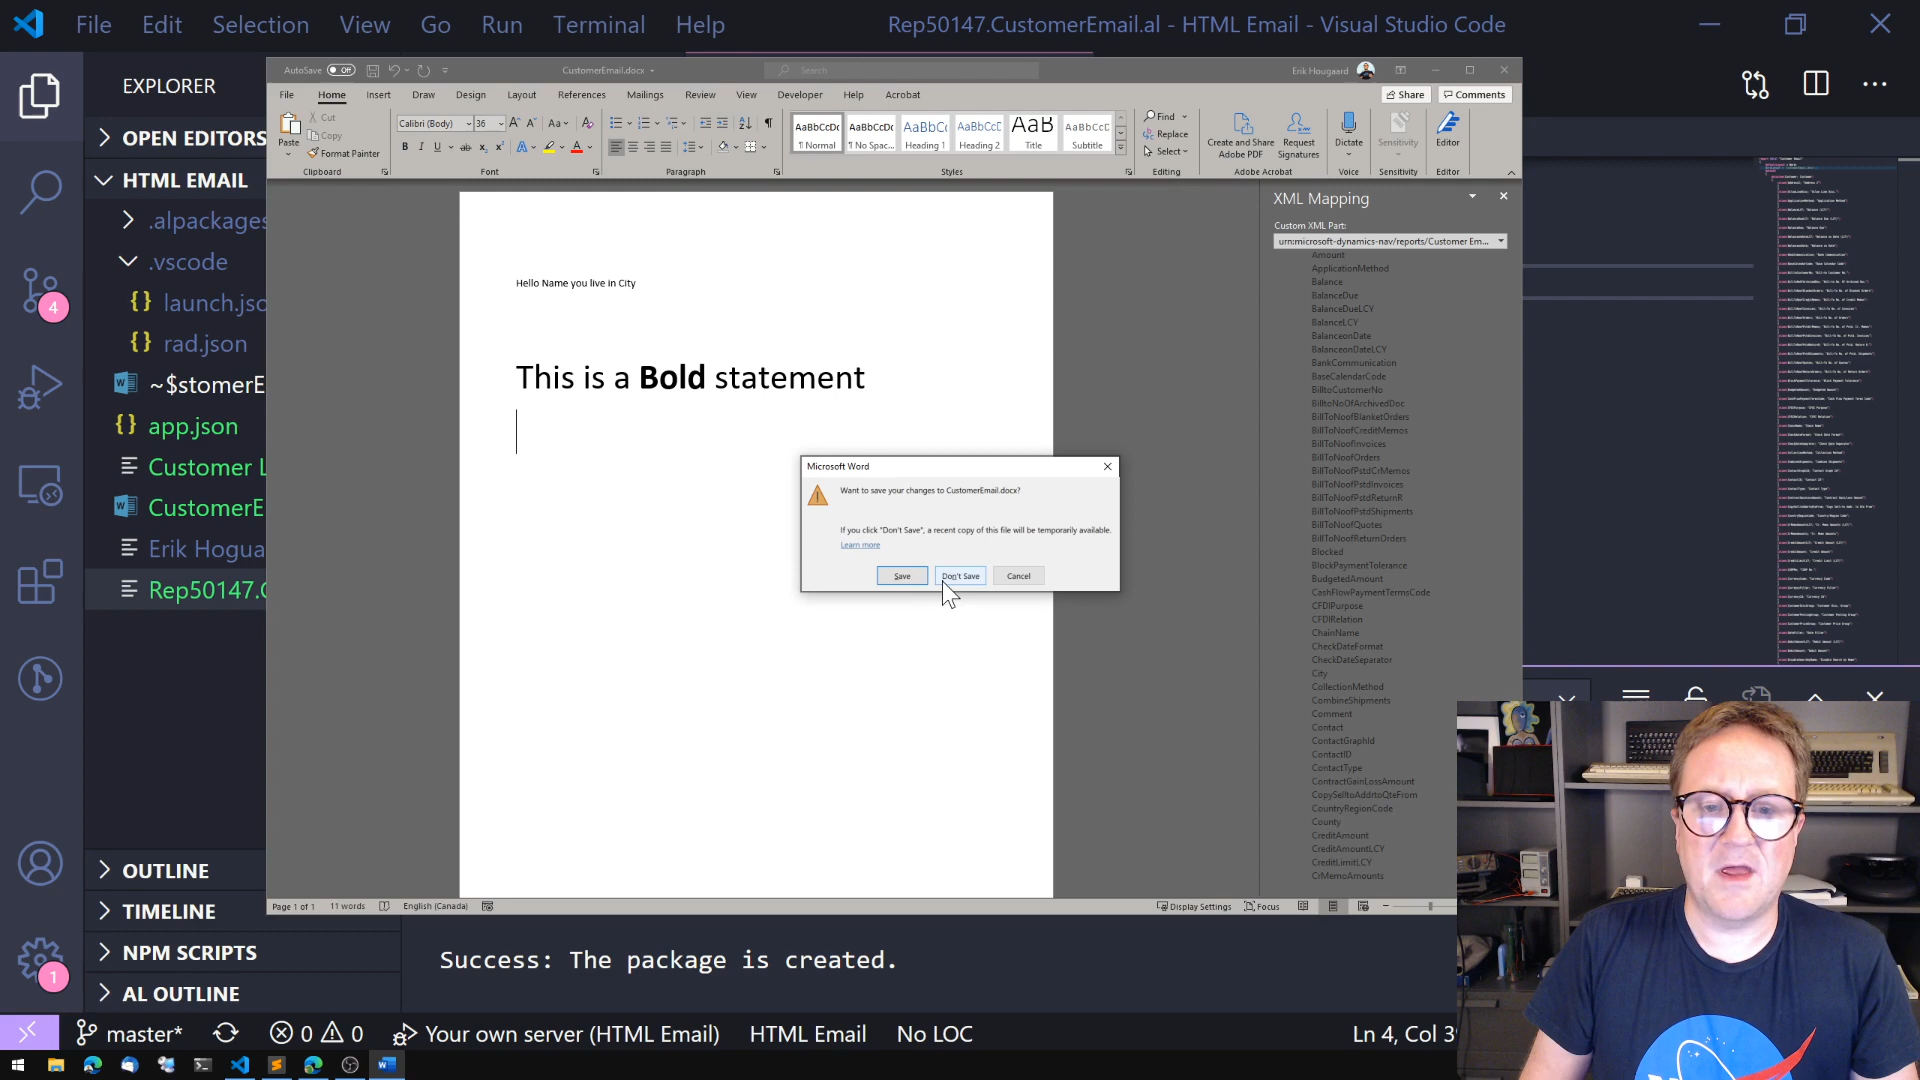 File Edit Selection View Go Run Terminal Help
Rep50147.CustomerEmail.al - HTML Email - Visual Studio Code
EXPLORER
OPEN EDITORS
HTML EMAIL
.alpackages
.vscode
{} launch.jso
{} rad.json
~$stomerE
{} app.json
Customer L
CustomerE
Erik Hogua
Rep50147.C
OUTLINE
TIMELINE
NPM SCRIPTS
AL OUTLINE
4
1
AutoSave Off
CustomerEmail.docx
Search
Erik Hougaard
File Home Insert Draw Design Layout References Mailings Review View Developer Help Acrobat
Share Comments
Paste
Cut
Copy
Format Painter
Clipboard
Calibri (Body) 36
Font
Paragraph
AaBbCcDc
¶ Normal
AaBbCcDc
¶ No Spac...
AaBbCc
Heading 1
AaBbCcD
Heading 2
AaB
Title
AaBbCcD
Subtitle
Styles
Find
Replace
Select
Editing
Create and Share
Adobe PDF
Request
Signatures
Adobe Acrobat
Dictate
Voice
Sensitivity
Sensitivity
Editor
Editor
Hello Name you live in City
This is a Bold statement
Microsoft Word
Want to save your changes to CustomerEmail.docx?
If you click "Don't Save", a recent copy of this file will be temporarily available.
Learn more
Save Don't Save Cancel
XML Mapping
Custom XML Part:
urn:microsoft-dynamics-nav/reports/Customer Em...
Amount
ApplicationMethod
Balance
BalanceDue
BalanceDueLCY
BalanceLCY
BalanceonDate
BalanceonDateLCY
BankCommunication
BaseCalendarCode
BilltoCustomerNo
BilltoNoOfArchivedDoc
BillToNoofBlanketOrders
BillToNoofCreditMemos
BillToNoofInvoices
BillToNoofOrders
BillToNoofPstdCrMemos
BillToNoofPstdInvoices
BillToNoofPstdReturnR
BillToNoofPstdShipments
BillToNoofQuotes
BillToNoofReturnOrders
Blocked
BlockPaymentTolerance
BudgetedAmount
CashFlowPaymentTermsCode
CFDIPurpose
CFDIRelation
ChainName
CheckDateFormat
CheckDateSeparator
City
CollectionMethod
CombineShipments
Comment
Contact
ContactGraphId
ContactID
ContactType
ContractGainLossAmount
CopySelltoAddrtoQteFrom
CountryRegionCode
County
CreditAmount
CreditAmountLCY
CreditLimitLCY
CrMemoAmounts
Page 1 of 1 11 words English (Canada)
Display Settings Focus
Success: The package is created.
master* 0 0 Your own server (HTML Email) HTML Email No LOC
Ln 4, Col 3